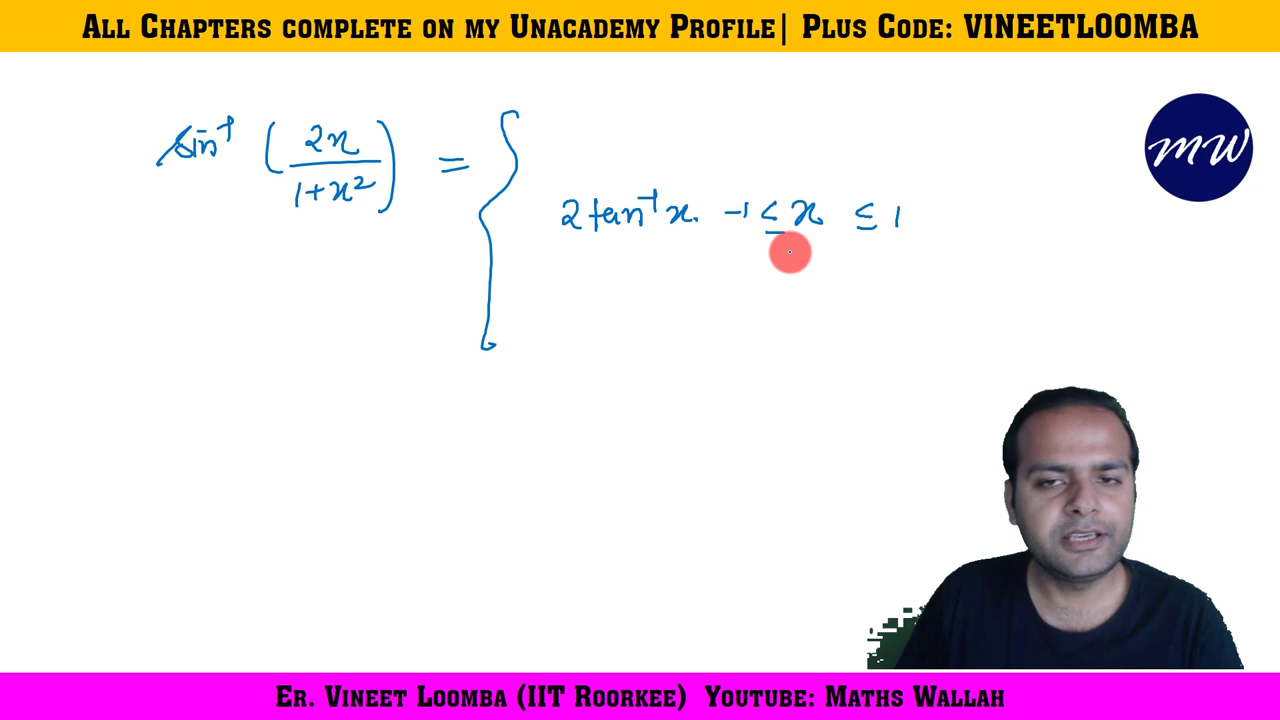 All Chapters complete on my Unacademy Profile| Plus Code: VINEETLOOMBA
MW
sin⁻¹ (2x/1+x²) = {
2tan⁻¹x. -1 ≤ x ≤ 1
Er. Vineet Loomba (IIT Roorkee) Youtube: Maths Wallah